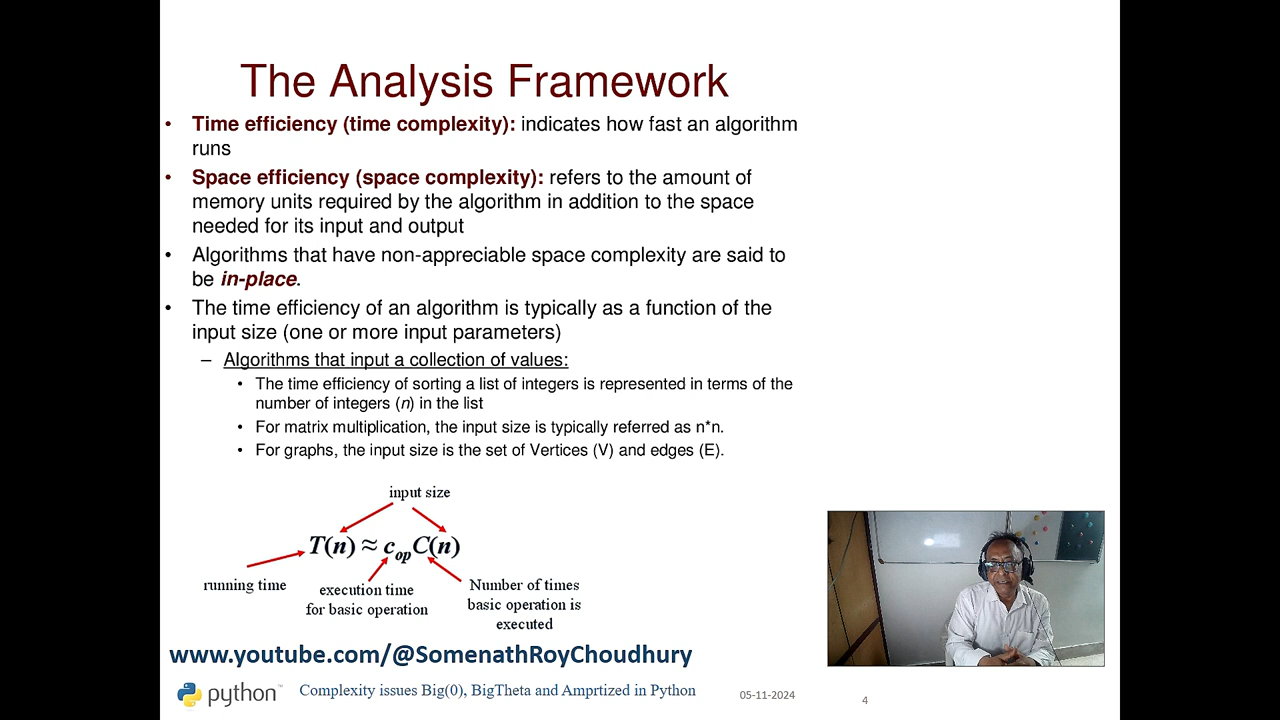 The Analysis Framework
• Time efficiency (time complexity): indicates how fast an algorithm
runs
• Space efficiency (space complexity): refers to the amount of
memory units required by the algorithm in addition to the space
needed for its input and output
• Algorithms that have non-appreciable space complexity are said to
be in-place.
• The time efficiency of an algorithm is typically as a function of the
input size (one or more input parameters)
– Algorithms that input a collection of values:
• The time efficiency of sorting a list of integers is represented in terms of the
number of integers (n) in the list
• For matrix multiplication, the input size is typically referred as n*n.
• For graphs, the input size is the set of Vertices (V) and edges (E).
input size
T(n) ≈ c_op C(n)
running time
execution time
for basic operation
Number of times
basic operation is
executed
www.youtube.com/@SomenathRoyChoudhury
python™
Complexity issues Big(0), BigTheta and Amprtized in Python
05-11-2024
4